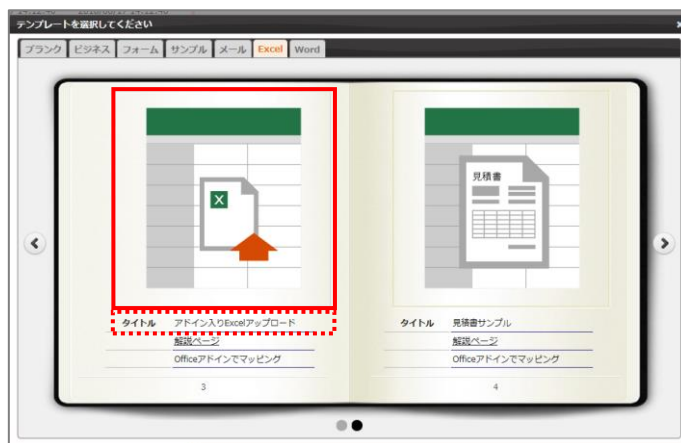 テンプレートを選択してください
ブランク ビジネス フォーム サンプル メール Excel Word
X
見積書
タイトル アドイン入りExcelアップロード
解説ページ
Officeアドインでマッピング
3
タイトル 見積書サンプル
解説ページ
Officeアドインでマッピング
4